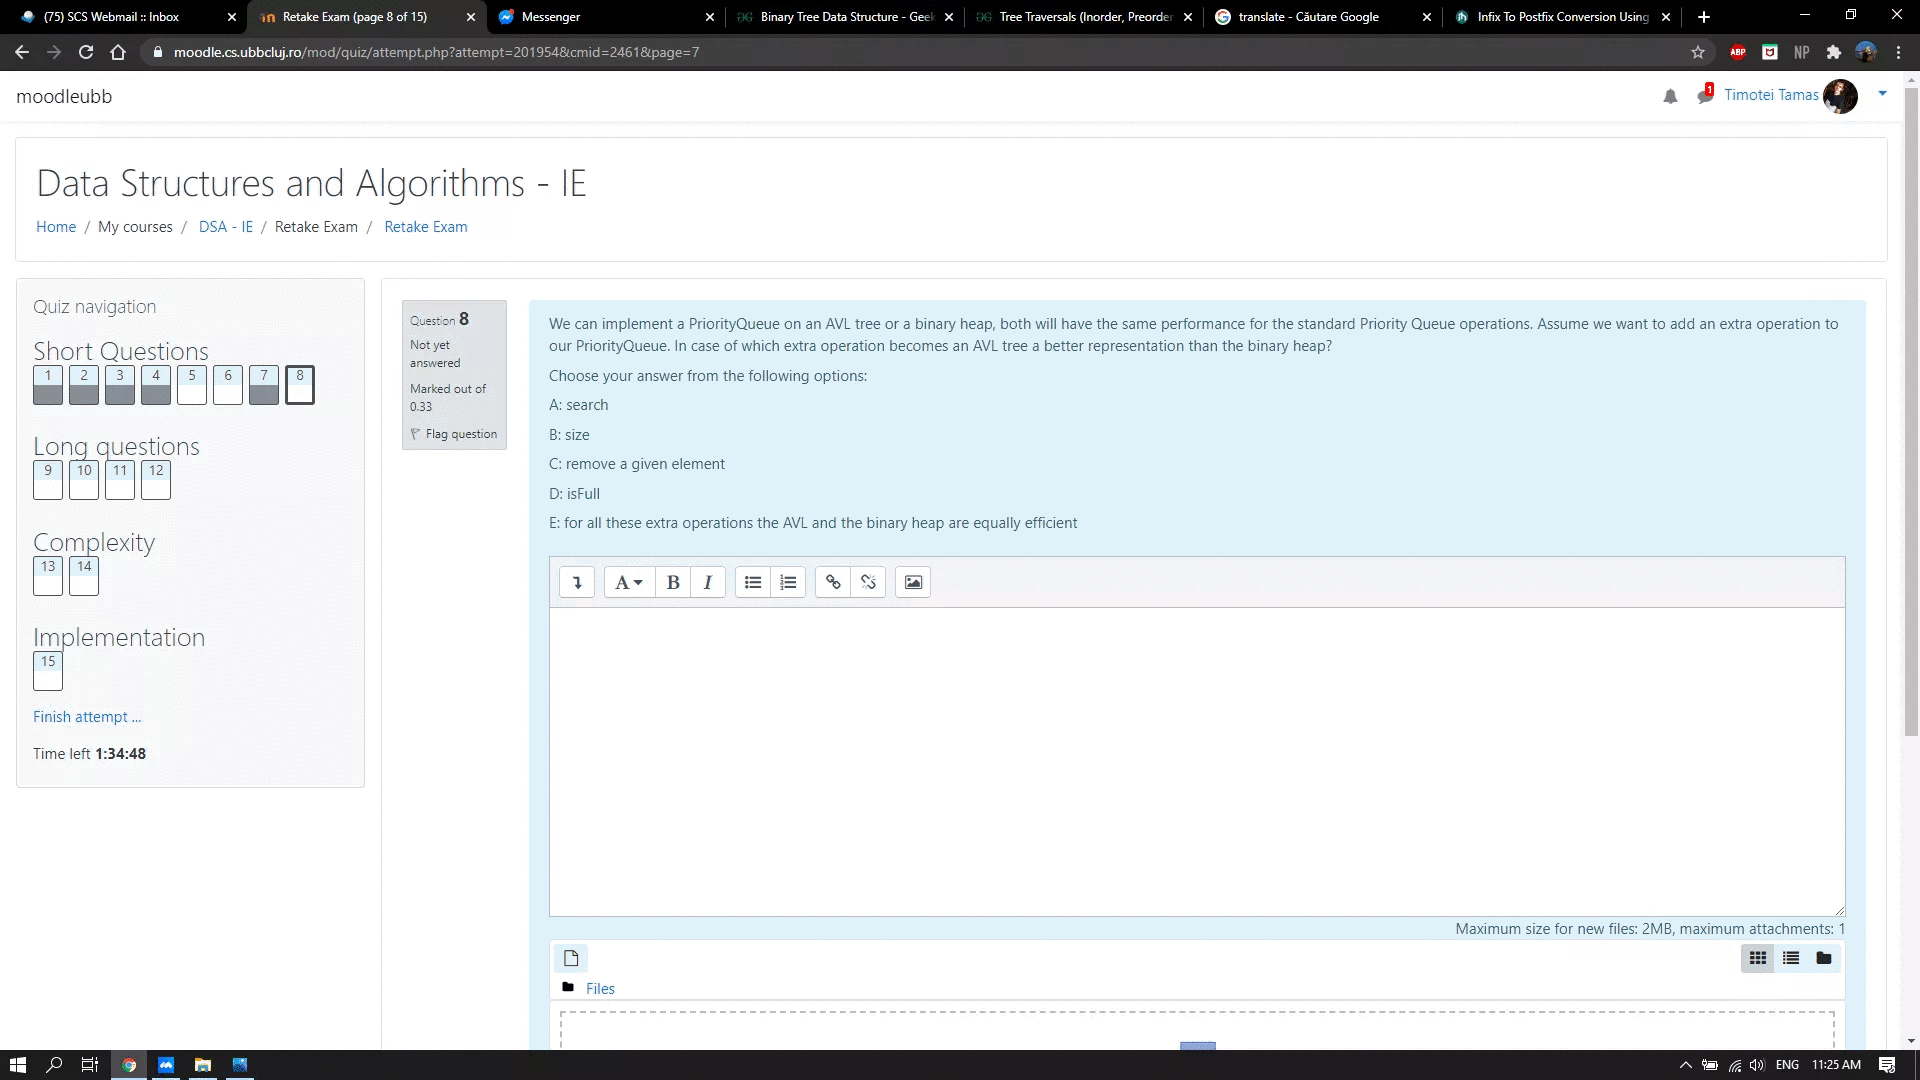 (75) SCS Webmail :: Inbox
Retake Exam (page 8 of 15)
Messenger
Binary Tree Data Structure - Geek
Tree Traversals (Inorder, Preorder
translate - Căutare Google
Infix To Postfix Conversion Using
moodle.cs.ubbcluj.ro/mod/quiz/attempt.php?attempt=201954&cmid=2461&page=7
ABP
NP
moodleubb
1
Timotei Tamas
Data Structures and Algorithms - IE
Home / My courses / DSA - IE / Retake Exam / Retake Exam
Quiz navigation
Short Questions
1 2 3 4 5 6 7 8
Long questions
9 10 11 12
Complexity
13 14
Implementation
15
Finish attempt ...
Time left 1:34:48
Question 8
Not yet
answered
Marked out of
0.33
Flag question
We can implement a PriorityQueue on an AVL tree or a binary heap, both will have the same performance for the standard Priority Queue operations. Assume we want to add an extra operation to
our PriorityQueue. In case of which extra operation becomes an AVL tree a better representation than the binary heap?
Choose your answer from the following options:
A: search
B: size
C: remove a given element
D: isFull
E: for all these extra operations the AVL and the binary heap are equally efficient
A B I
Maximum size for new files: 2MB, maximum attachments: 1
Files
ENG 11:25 AM